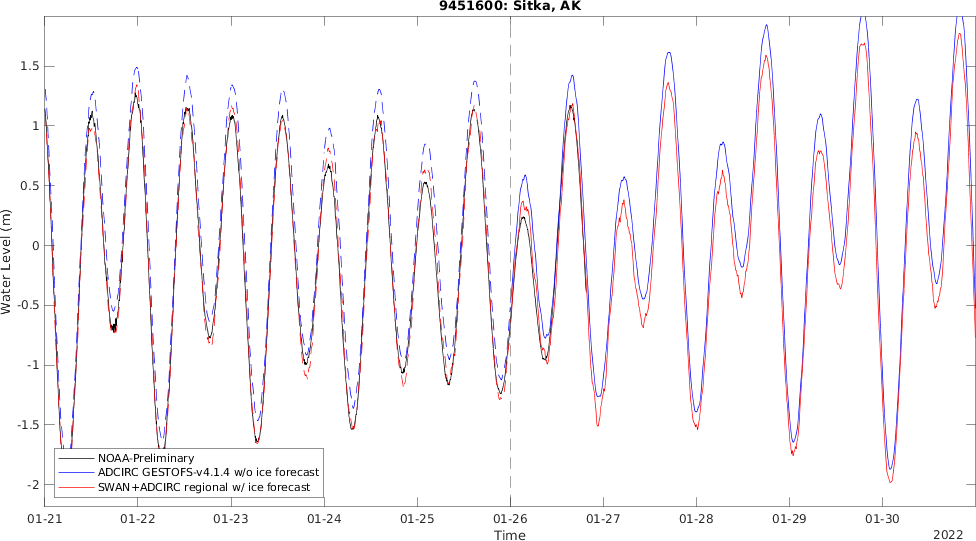 9451600: Sitka, AK
Water Level (m)
1.5
1
0.5
0
-0.5
-1
-1.5
-2
NOAA-Preliminary
ADCIRC GESTOFS-v4.1.4 w/o ice forecast
SWAN+ADCIRC regional w/ ice forecast
01-21 01-22 01-23 01-24 01-25 01-26 01-27 01-28 01-29 01-30
Time
2022